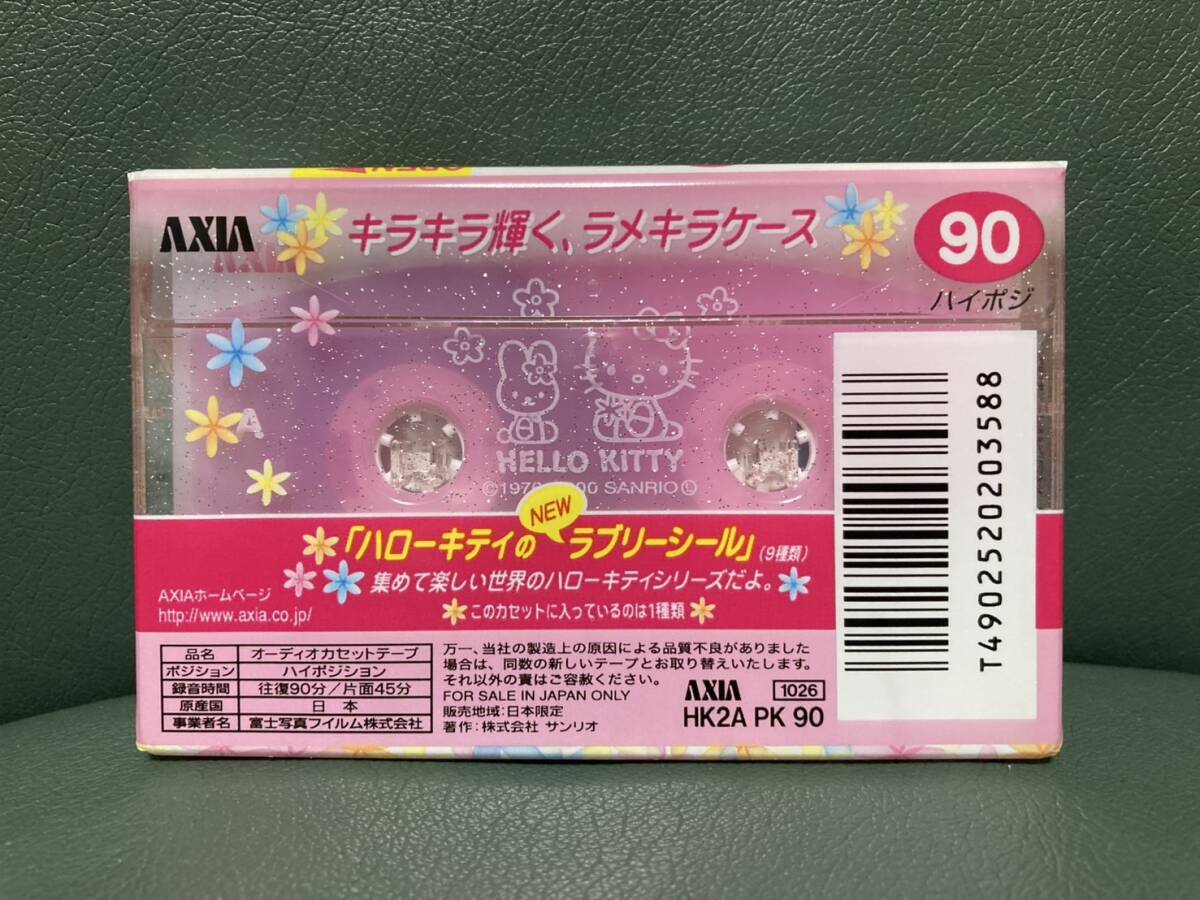 AXIA
キラキラ輝く、ラメキラケース
90
ハイポジ
A
HELLO KITTY
SANRIO
NEW
「ハローキティの ラブリーシール」(9種類)
集めて楽しい世界のハローキティシリーズだよ。
このカセットに入っているのは1種類
AXIAホームページ
http://www.axia.co.jp/
品名 オーディオカセットテープ
ポジション ハイポジション
録音時間 往復90分/片面45分
原産国 日本
事業者名 富士写真フイルム株式会社
万一、当社の製造上の原因による品質不良がありました
場合は、同数の新しいテープとお取り替えいたします。
それ以外の責はご容赦ください。
FOR SALE IN JAPAN ONLY
販売地域:日本限定
著作:株式会社 サンリオ
AXIA 1026
HK2A PK 90
T4902520203588